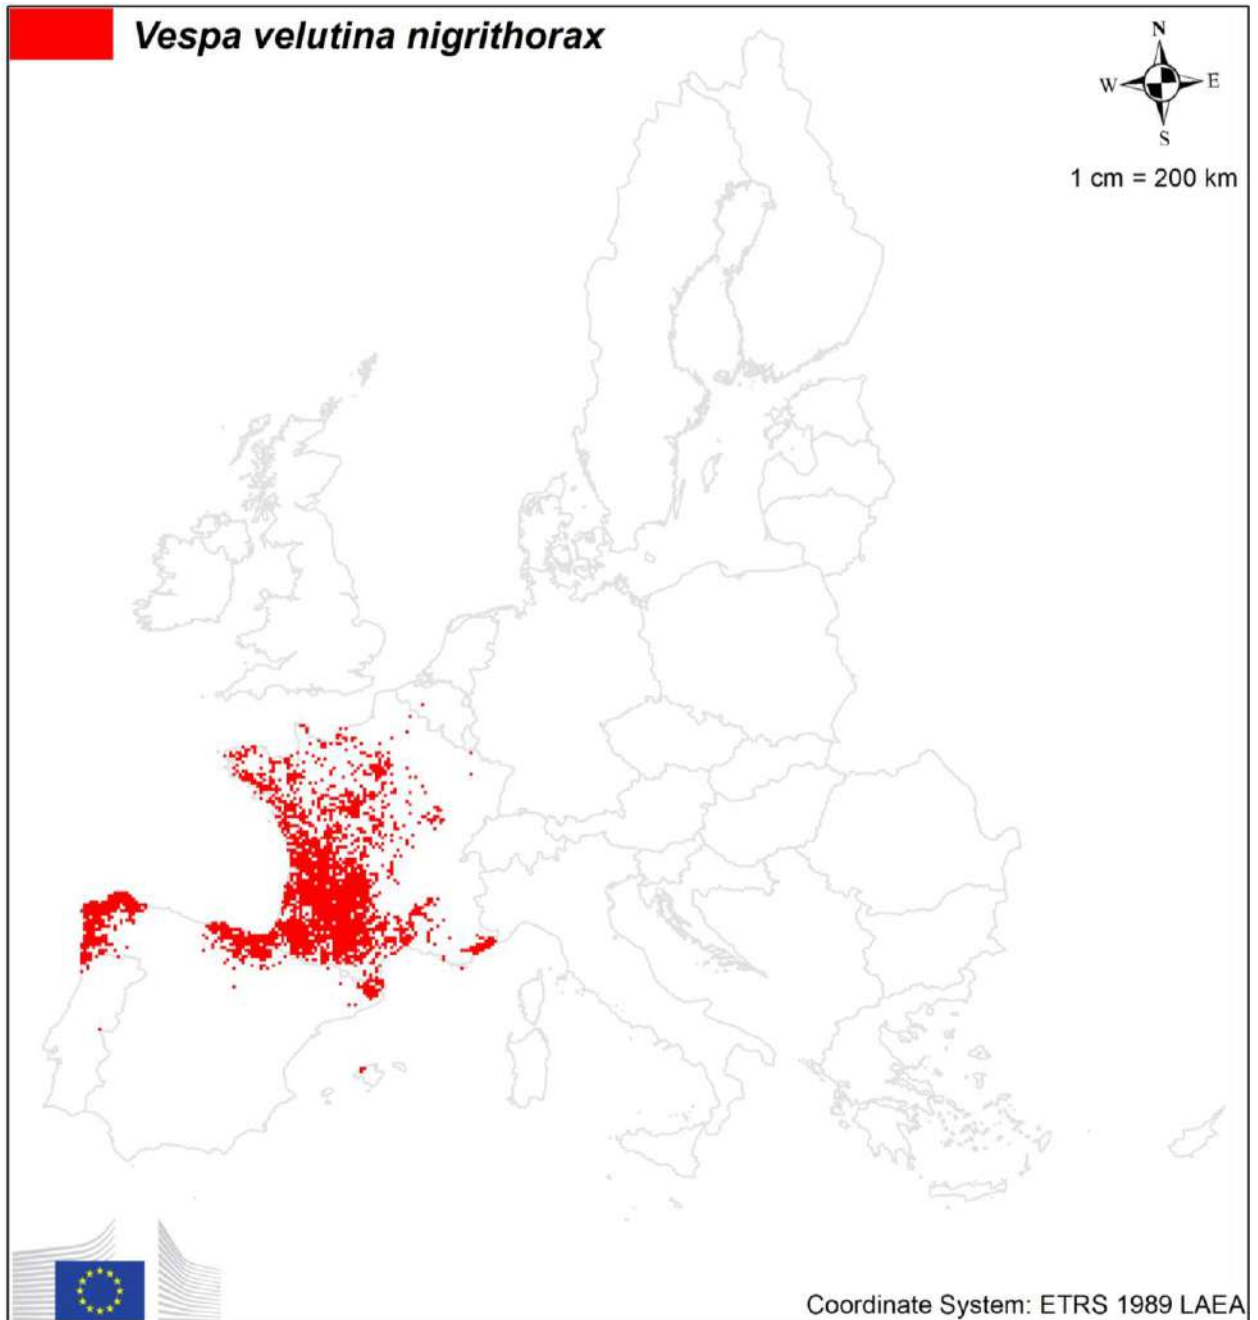 Vespa velutina nigrithorax
N
W E
S
1 cm = 200 km
Coordinate System: ETRS 1989 LAEA